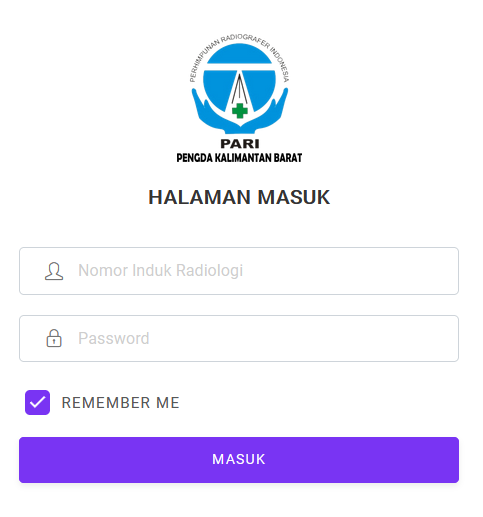 PERHIMPUNAN RADIOGRAFER INDONESIA
PARI
PENGDA KALIMANTAN BARAT
HALAMAN MASUK
Nomor Induk Radiologi
Password
REMEMBER ME
MASUK